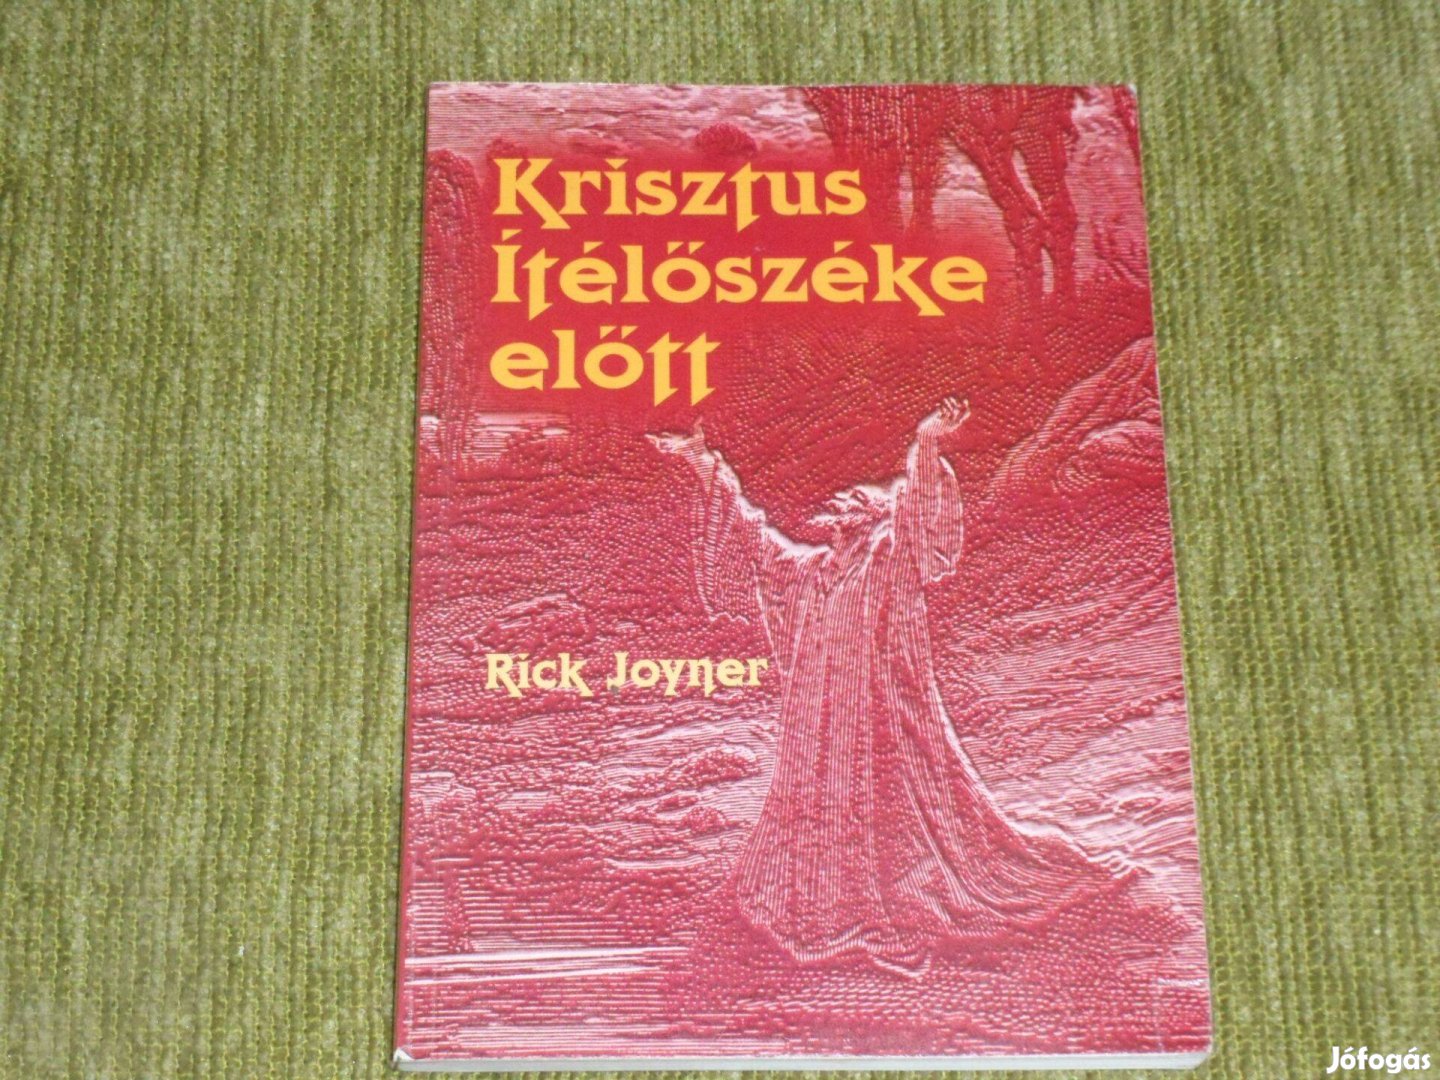 Krisztus
Ítélőszéke
előtt
Rick Joyner
Jófogás